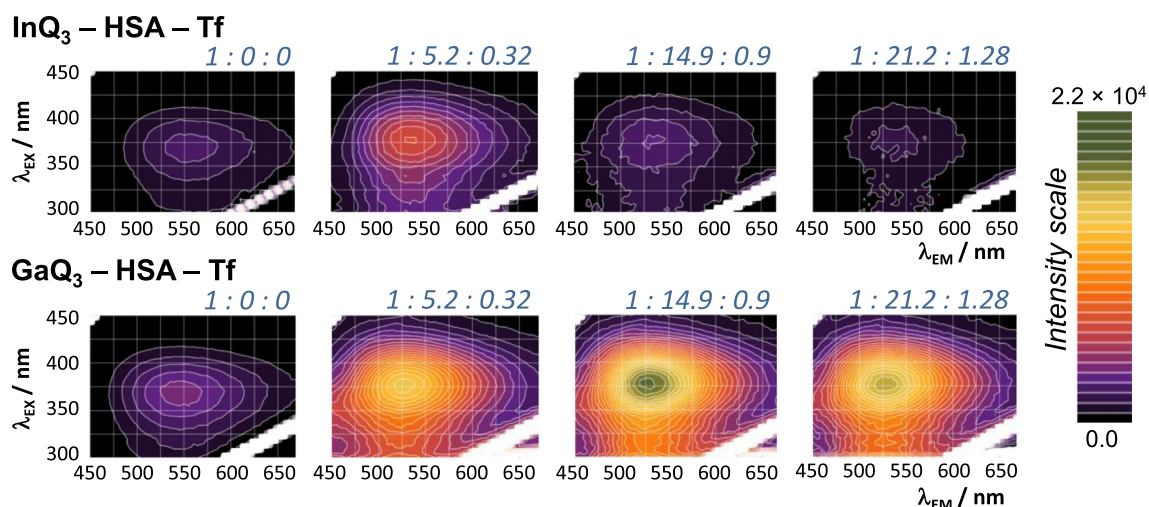 InQ₃ – HSA – Tf
1 : 0 : 0
1 : 5.2 : 0.32
1 : 14.9 : 0.9
1 : 21.2 : 1.28
450
400
350
300
λEX / nm
450 500 550 600 650
450 500 550 600 650
450 500 550 600 650
450 500 550 600 650
λEM / nm
GaQ₃ – HSA – Tf
1 : 0 : 0
1 : 5.2 : 0.32
1 : 14.9 : 0.9
1 : 21.2 : 1.28
450
400
350
300
λEX / nm
450 500 550 600 650
450 500 550 600 650
450 500 550 600 650
450 500 550 600 650
λEM / nm
2.2 × 10⁴
Intensity scale
0.0